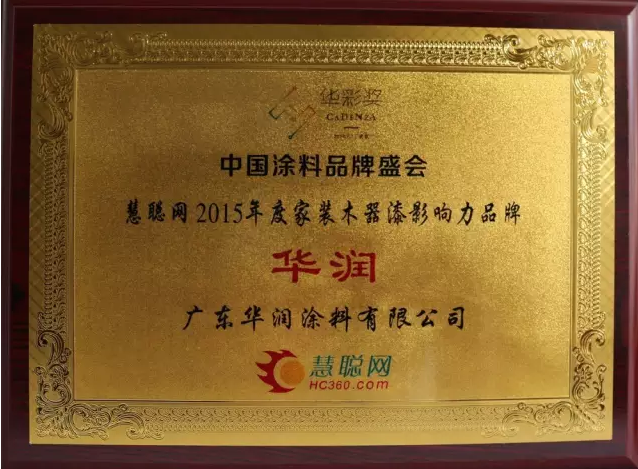 华彩奖
CADENZA
中国涂料品牌盛会
慧聪网2015年度家装木器漆影响力品牌
华润
广东华润涂料有限公司
慧聪网
HC360.com